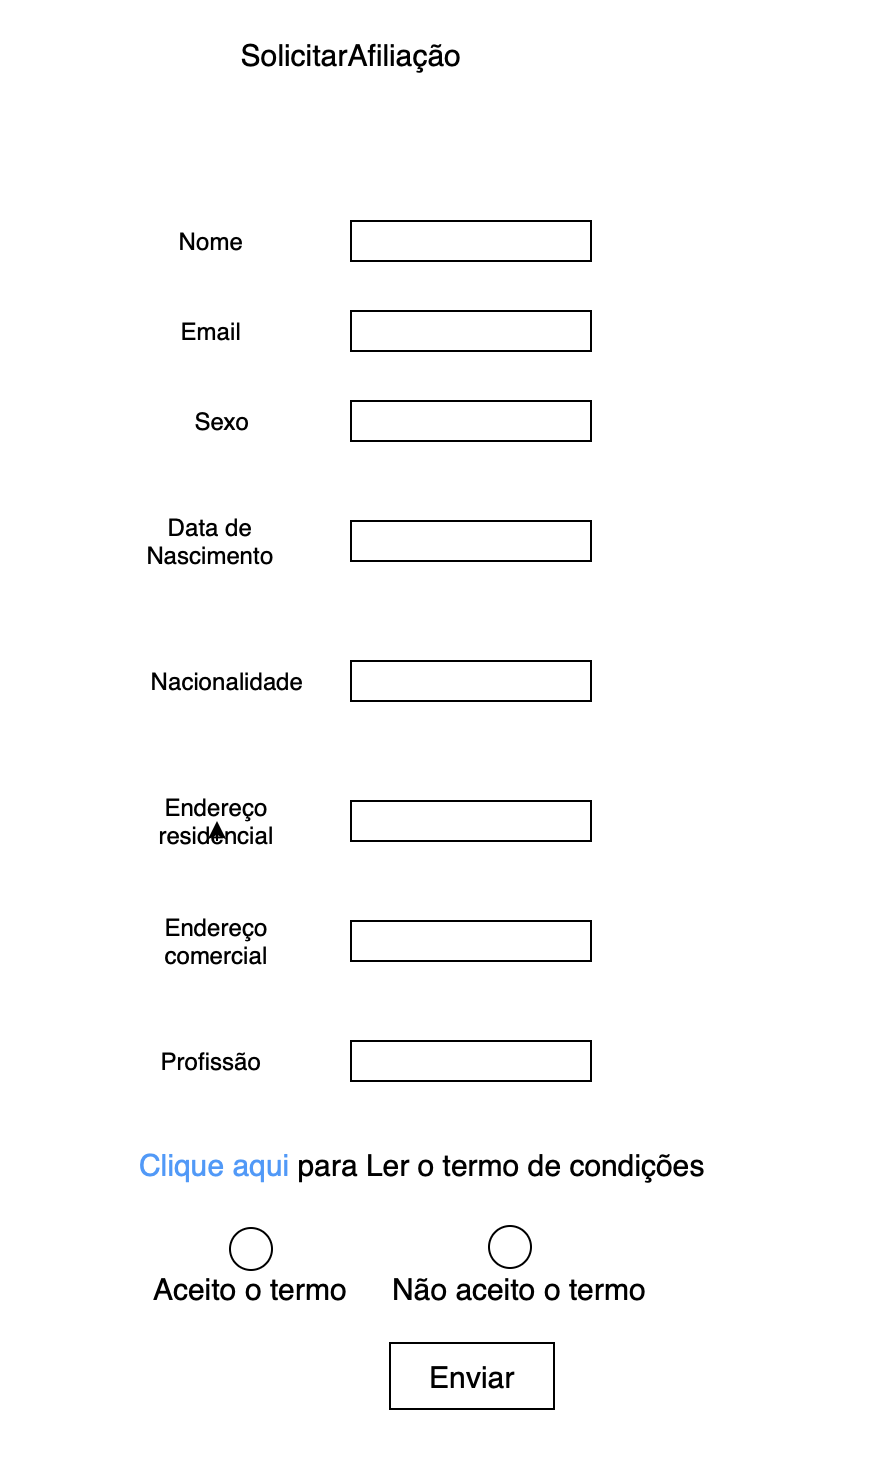 SolicitarAfiliação
Nome
Email
Sexo
Data de
Nascimento
Nacionalidade
Endereço
residencial
Endereço
comercial
Profissão
Clique aqui para Ler o termo de condições
Aceito o termo
Não aceito o termo
Enviar